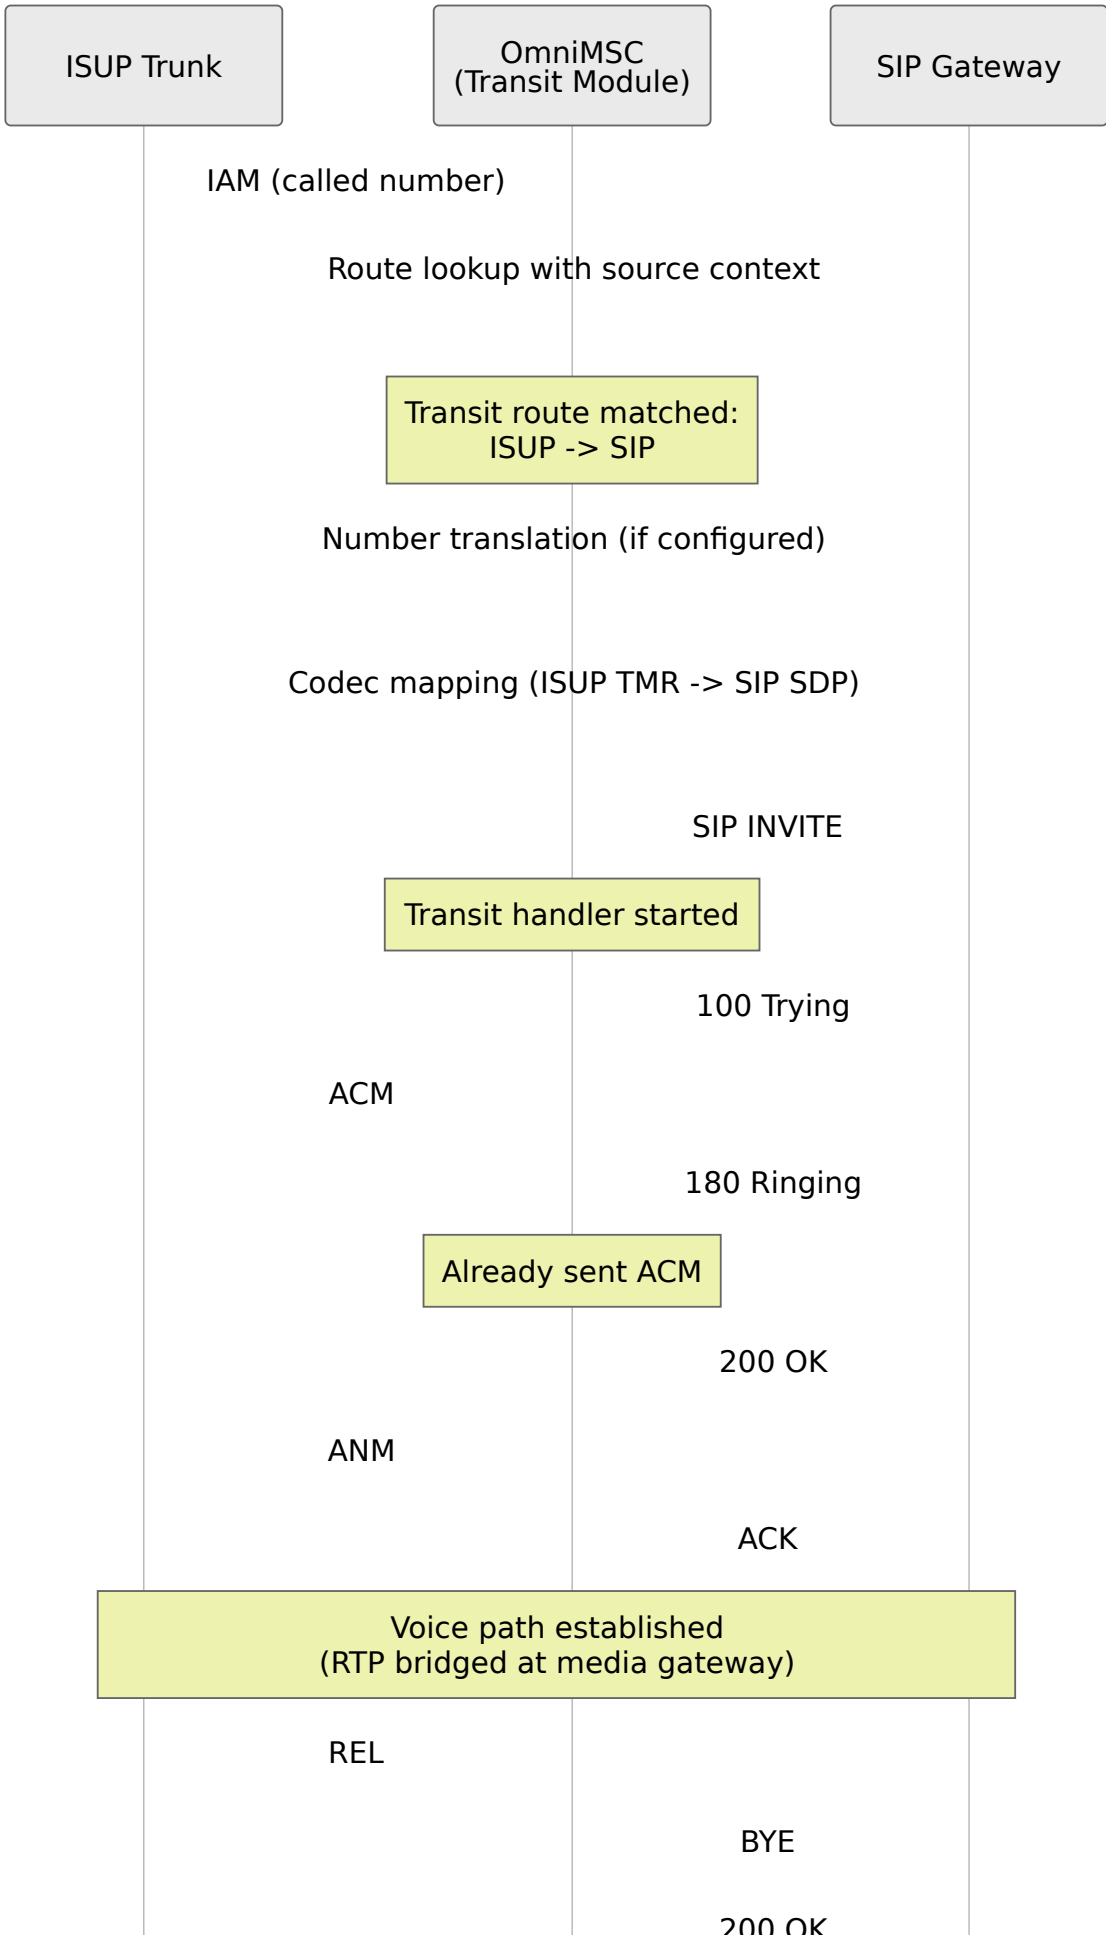 ISUP Trunk
OmniMSC
(Transit Module)
SIP Gateway
IAM (called number)
Route lookup with source context
Transit route matched:
ISUP -> SIP
Number translation (if configured)
Codec mapping (ISUP TMR -> SIP SDP)
SIP INVITE
Transit handler started
100 Trying
ACM
180 Ringing
Already sent ACM
200 OK
ANM
ACK
Voice path established
(RTP bridged at media gateway)
REL
BYE
200 OK